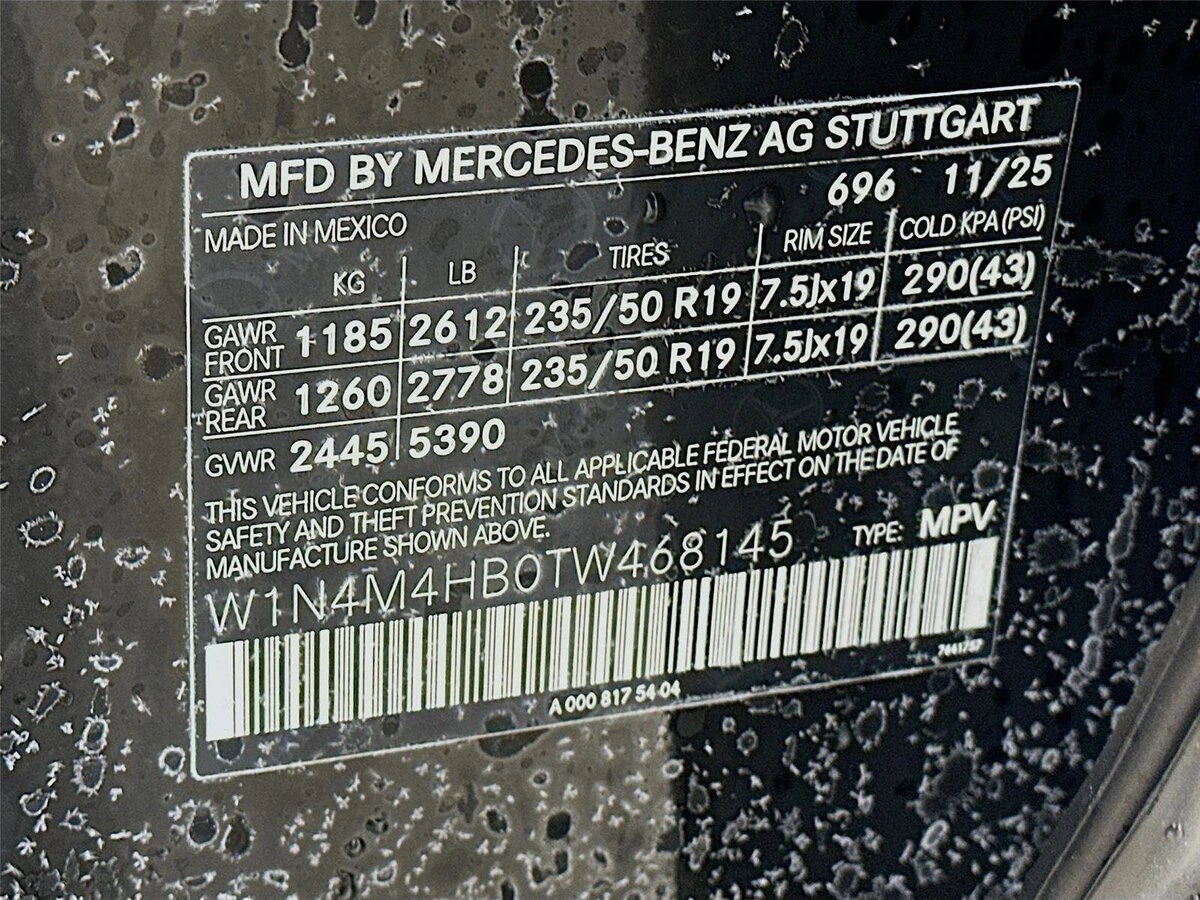 MFD BY MERCEDES-BENZ AG STUTTGART
696 11/25
MADE IN MEXICO
KG LB TIRES RIM SIZE COLD KPA (PSI)
GAWR FRONT 1185 2612 235/50 R19 7.5Jx19 290(43)
GAWR REAR 1260 2778 235/50 R19 7.5Jx19 290(43)
GVWR 2445 5390
THIS VEHICLE CONFORMS TO ALL APPLICABLE FEDERAL MOTOR VEHICLE
SAFETY AND THEFT PREVENTION STANDARDS IN EFFECT ON THE DATE OF
MANUFACTURE SHOWN ABOVE.
W1N4M4HB0TW468145 TYPE: MPV
A 000 817 54 04